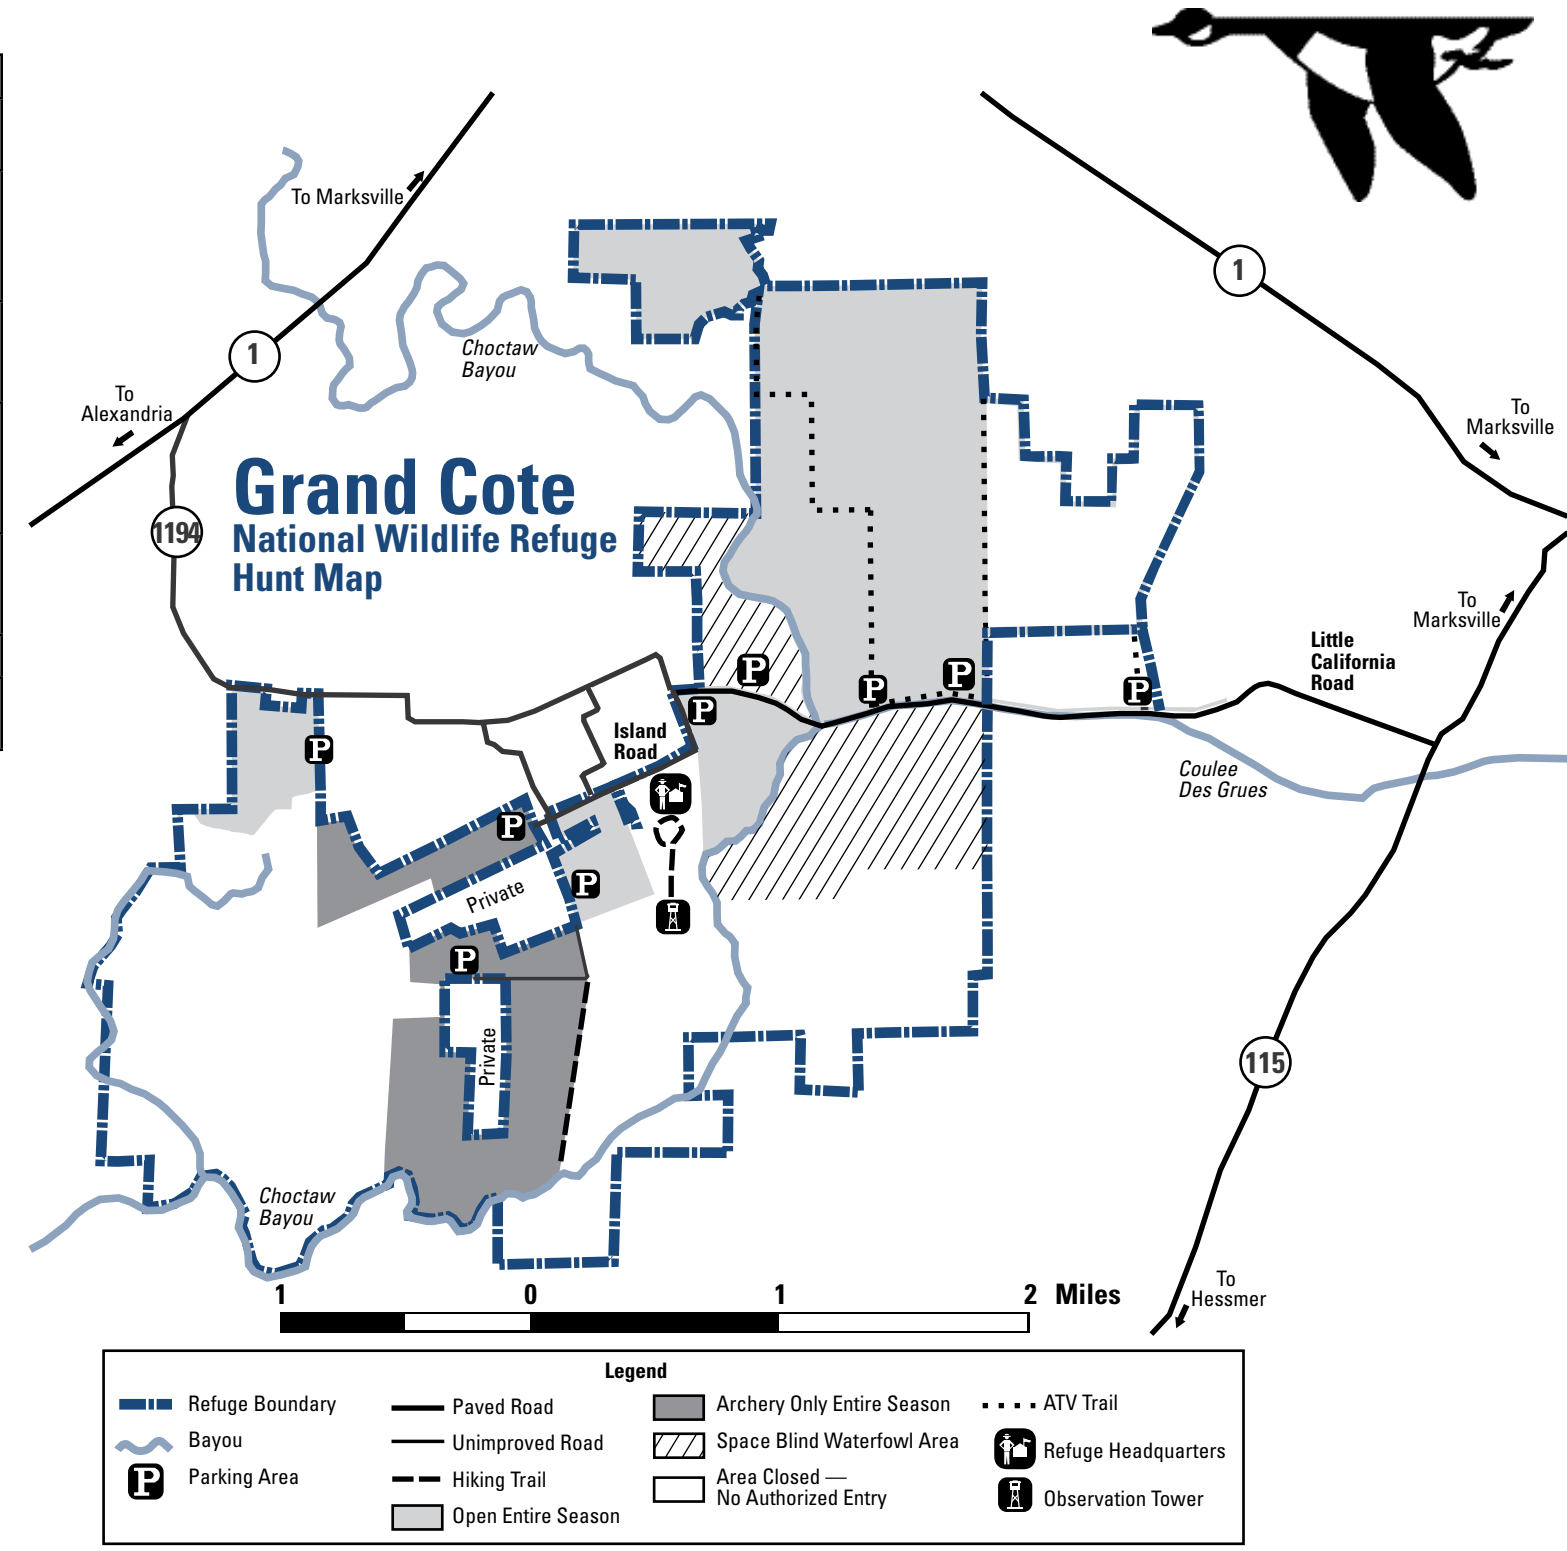 To Marksville
1
1
Choctaw
Bayou
To
Alexandria
To
Marksville
Grand Cote
National Wildlife Refuge
Hunt Map
1194
To
Marksville
Little
California
Road
P
P
P
P
P
Island
Road
P
Coulee
Des Grues
P
P
Private
P
Private
115
Choctaw
Bayou
To
Hessmer
1 0 1 2 Miles
Legend
Refuge Boundary
Bayou
P Parking Area
Paved Road
Unimproved Road
Hiking Trail
Open Entire Season
Archery Only Entire Season
Space Blind Waterfowl Area
Area Closed —
No Authorized Entry
ATV Trail
Refuge Headquarters
Observation Tower